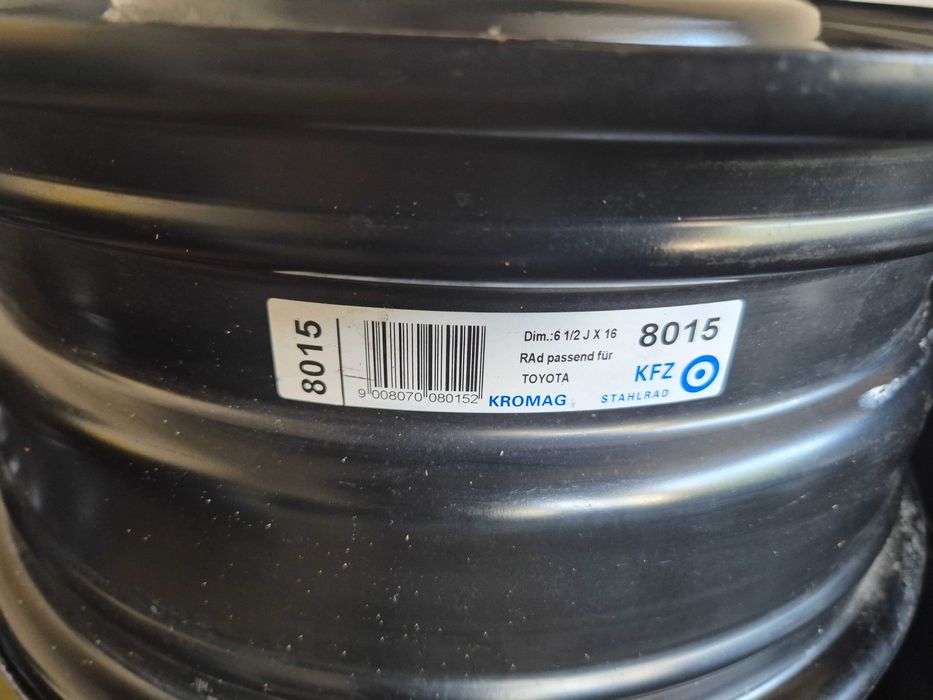 8015
9 008070 080152
Dim.:6 1/2 J X 16
RAd passend für
TOYOTA
KROMAG
8015
KFZ
STAHLRAD